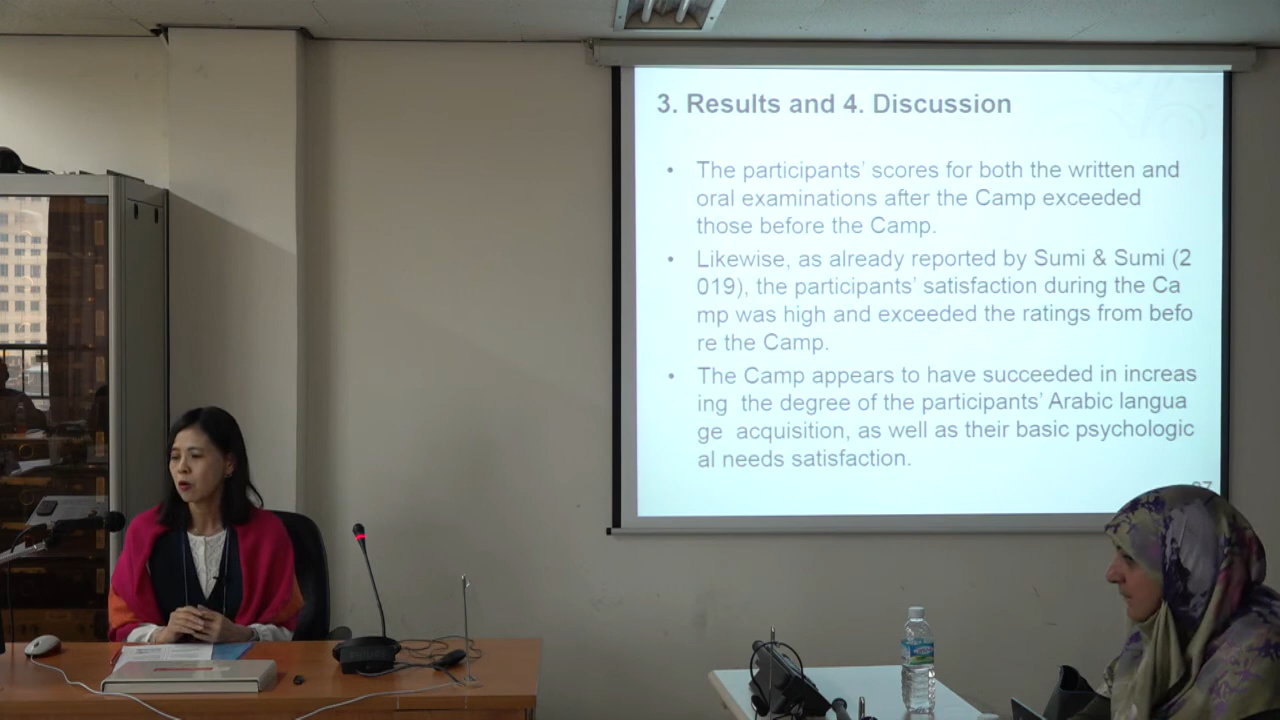 3. Results and 4. Discussion
• The participants' scores for both the written and
oral examinations after the Camp exceeded
those before the Camp.
• Likewise, as already reported by Sumi & Sumi (2
019), the participants' satisfaction during the Ca
mp was high and exceeded the ratings from befo
re the Camp.
• The Camp appears to have succeeded in increas
ing the degree of the participants' Arabic langua
ge acquisition, as well as their basic psychologic
al needs satisfaction.